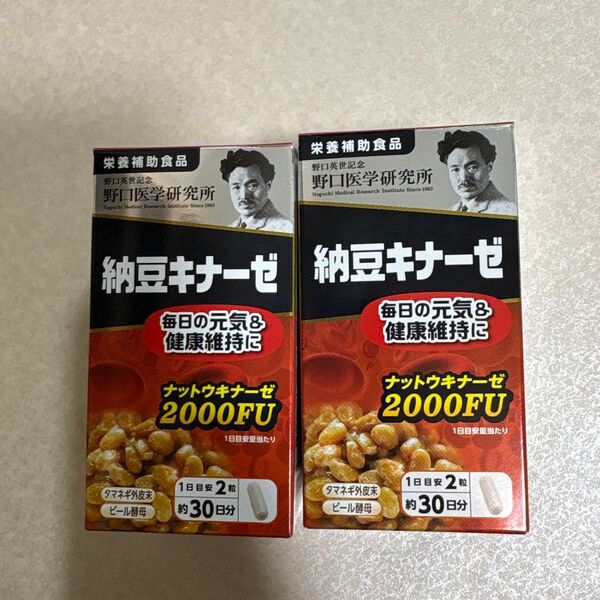 栄養補助食品
野口英世記念
野口医学研究所
Noguchi Medical Research Institute Since 1983
納豆キナーゼ
毎日の元気&
健康維持に
ナットウキナーゼ
2000FU
1日目安量当たり
タマネギ外皮末
ビール酵母
1日目安2粒
約30日分
栄養補助食品
野口英世記念
野口医学研究所
Noguchi Medical Research Institute Since 1983
納豆キナーゼ
毎日の元気&
健康維持に
ナットウキナーゼ
2000FU
1日目安量当たり
タマネギ外皮末
ビール酵母
1日目安2粒
約30日分